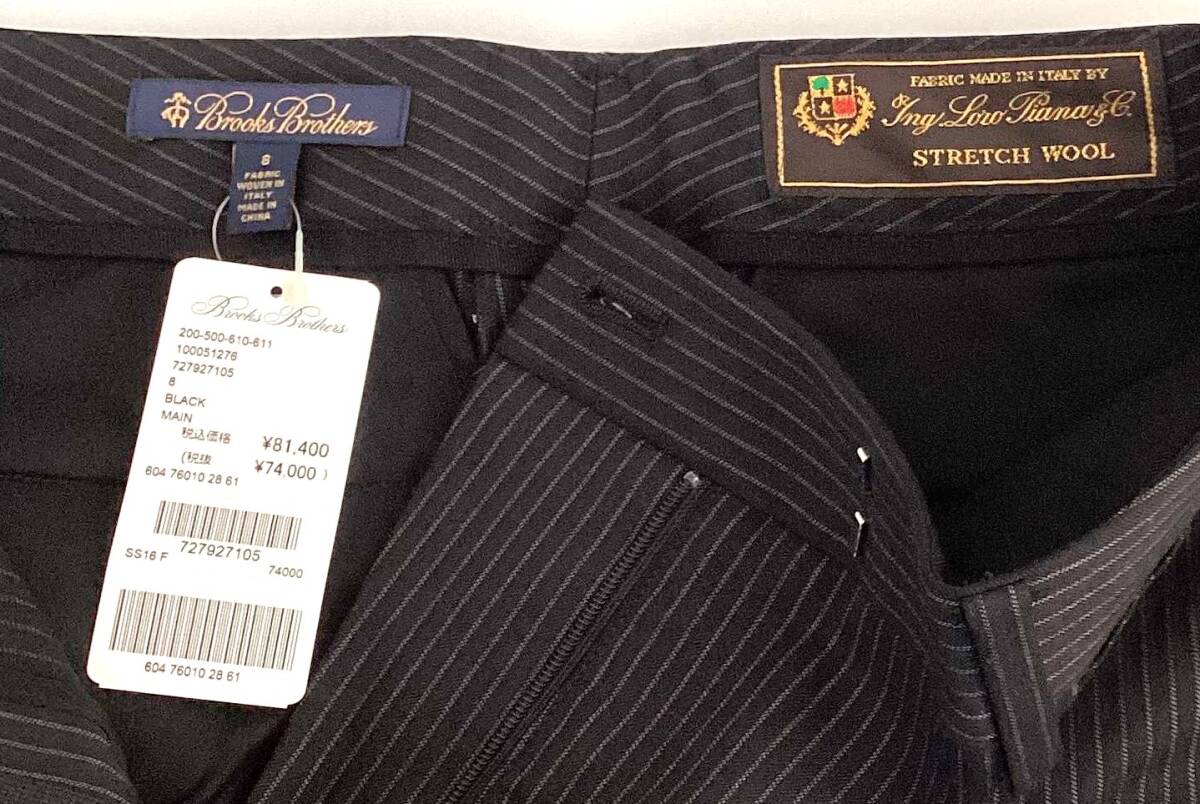 Brooks Brothers
8
FABRIC
WOVEN IN
ITALY
MADE IN
CHINA
FABRIC MADE IN ITALY BY
Ing. Loro Piana & C.
STRETCH WOOL
Brooks Brothers
200-500-610-611
100051276
727927105
8
BLACK
MAIN
税込価格 ¥81,400
(税抜 ¥74,000 )
604 76010 28 61
727927105
SS16 F 74000
604 76010 28 61